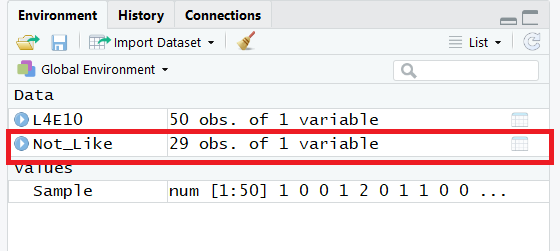 Environment History Connections
Import Dataset List
Global Environment
Data
L4E10 50 obs. of 1 variable
Not_Like 29 obs. of 1 variable
Values
Sample num [1:50] 1 0 0 1 2 0 1 1 0 0 ...